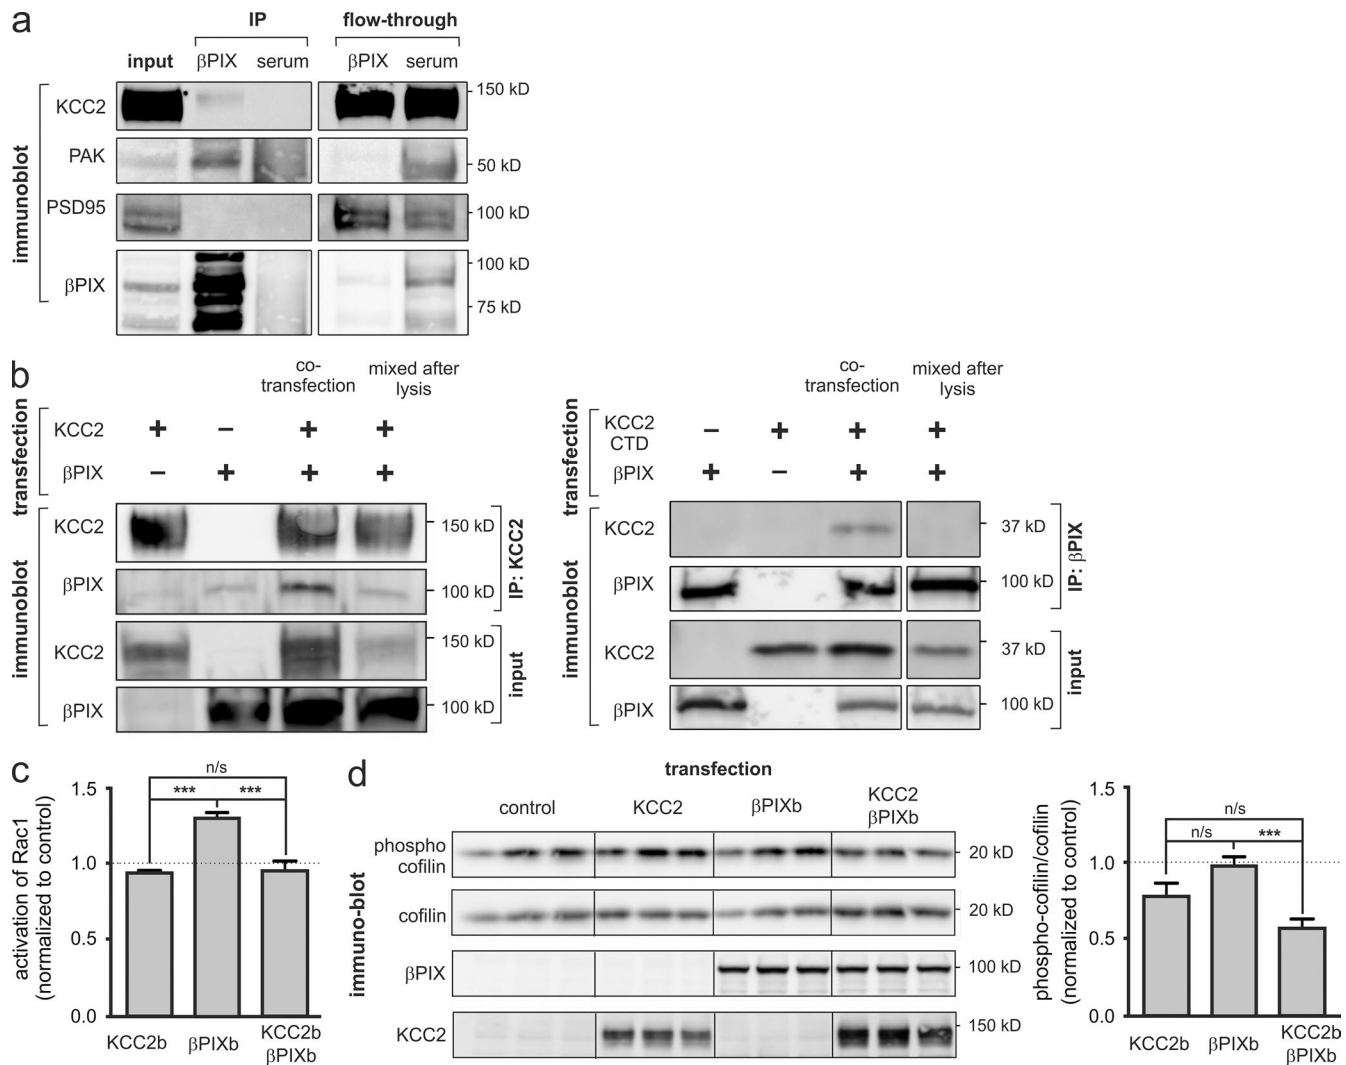 a
IP
flow-through
input
βPIX
serum
βPIX
serum
immunoblot
KCC2
150 kD
PAK
50 kD
PSD95
100 kD
βPIX
100 kD
75 kD
b
co-
transfection
mixed after
lysis
transfection
KCC2
+ − + +
βPIX
− + + +
immunoblot
KCC2
150 kD
βPIX
100 kD
IP: KCC2
KCC2
150 kD
βPIX
100 kD
input
co-
transfection
mixed after
lysis
transfection
KCC2
CTD
− + + +
βPIX
+ − + +
immunoblot
KCC2
37 kD
βPIX
100 kD
IP: βPIX
KCC2
37 kD
βPIX
100 kD
input
c
activation of Rac1
(normalized to control)
1.5
1.0
0.5
0.0
n/s
*** ***
KCC2b
βPIXb
KCC2b
βPIXb
d
transfection
control
KCC2
βPIXb
KCC2
βPIXb
immuno-blot
phospho
cofilin
20 kD
cofilin
20 kD
βPIX
100 kD
KCC2
150 kD
phospho-cofilin/cofilin
(normalized to control)
1.5
1.0
0.5
0.0
n/s
n/s ***
KCC2b
βPIXb
KCC2b
βPIXb